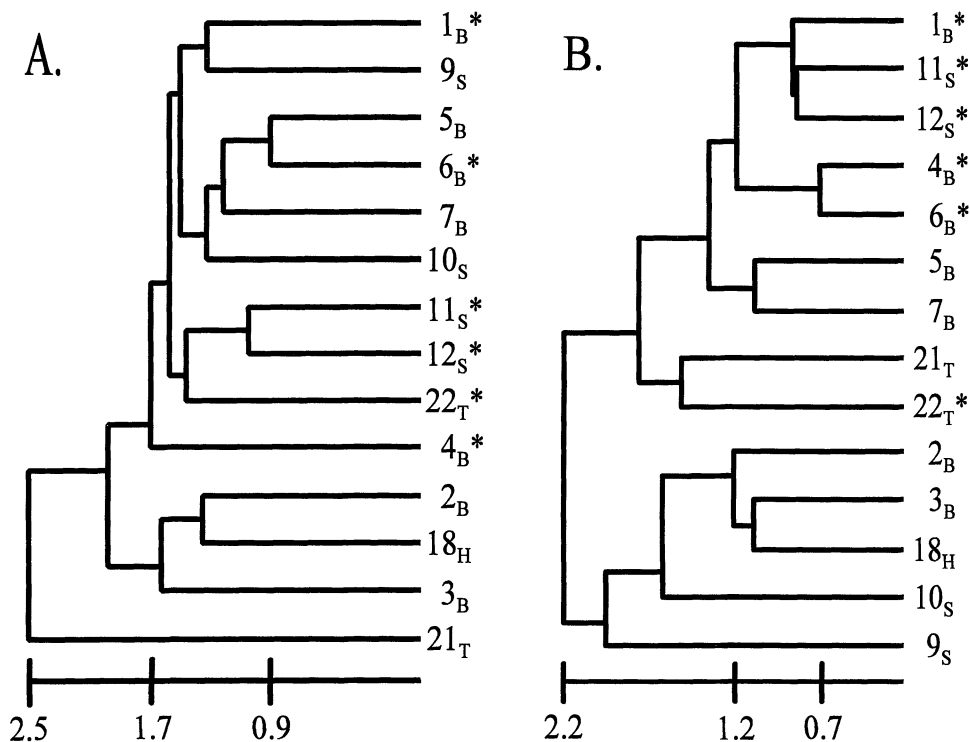 A.
1B*
9S
5B
6B*
7B
10S
11S*
12S*
22T*
4B*
2B
18H
3B
21T
2.5 1.7 0.9
B.
1B*
11S*
12S*
4B*
6B*
5B
7B
21T
22T*
2B
3B
18H
10S
9S
2.2 1.2 0.7